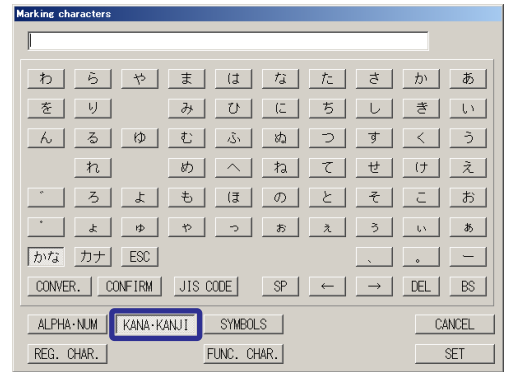 Marking characters
わ ら や ま は な た さ か あ
を り み ひ に ち し き い
ん る ゆ む ふ ぬ つ す く う
れ め へ ね て せ け え
゛ ろ よ も ほ の と そ こ お
゜ ょ ゅ ゃ っ ぉ ぇ ぅ ぃ ぁ
かな カナ ESC 、 。 ー
CONVER. CONFIRM JIS CODE SP ← → DEL BS
ALPHA・NUM KANA・KANJI SYMBOLS CANCEL
REG. CHAR. FUNC. CHAR. SET